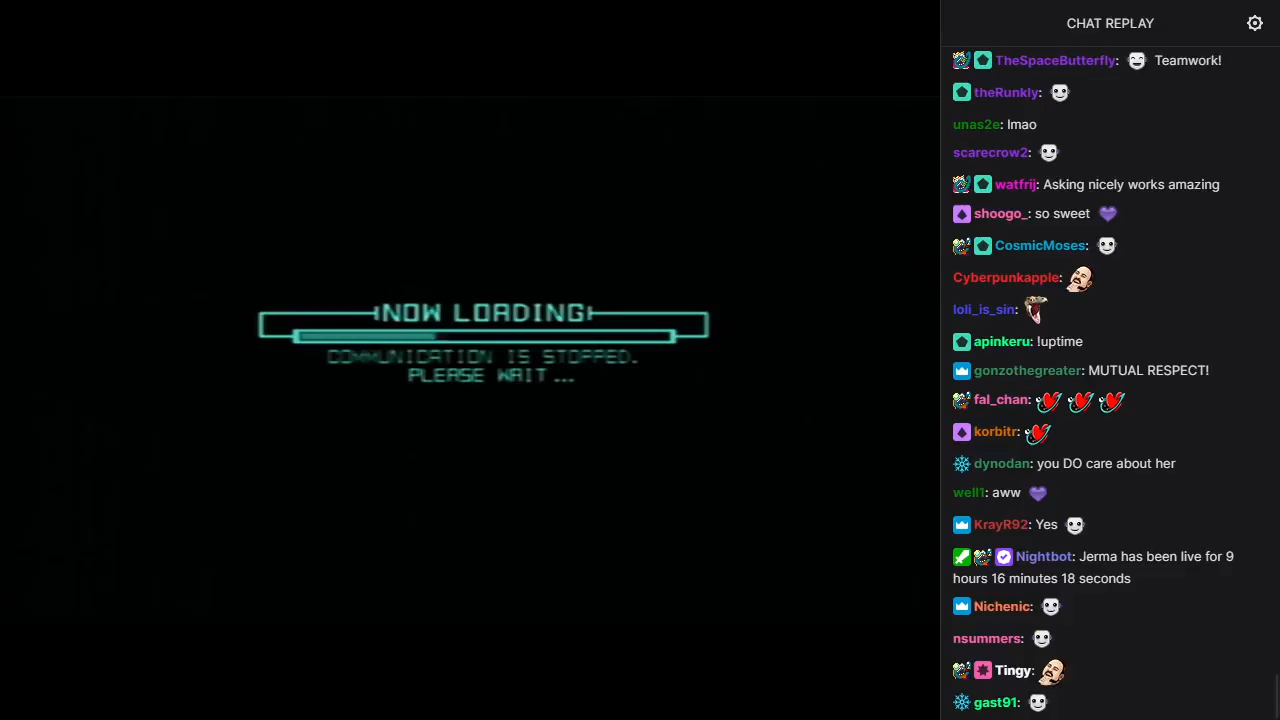 NOW LOADING
COMMUNICATION IS STOPPED.
PLEASE WAIT...
CHAT REPLAY
TheSpaceButterfly: Teamwork!
theRunkly:
unas2e: lmao
scarecrow2:
watfrij: Asking nicely works amazing
shoogo_: so sweet
CosmicMoses:
Cyberpunkapple:
loli_is_sin:
apinkeru: !uptime
gonzothegreater: MUTUAL RESPECT!
fal_chan:
korbitr:
dynodan: you DO care about her
well1: aww
KrayR92: Yes
Nightbot: Jerma has been live for 9
hours 16 minutes 18 seconds
Nichenic:
nsummers:
Tingy:
gast91: